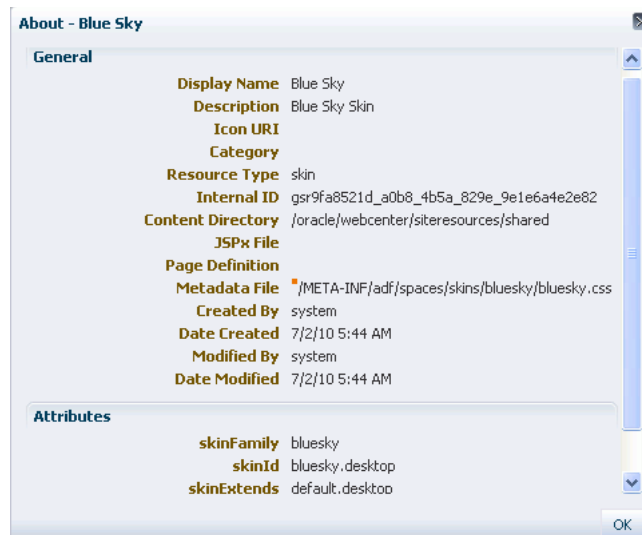 About - Blue Sky
General
Display Name Blue Sky
Description Blue Sky Skin
Icon URI
Category
Resource Type skin
Internal ID gsr9fa8521d_a0b8_4b5a_829e_9e1e6a4e2e82
Content Directory /oracle/webcenter/siteresources/shared
JSPx File
Page Definition
Metadata File /META-INF/adf/spaces/skins/bluesky/bluesky.css
Created By system
Date Created 7/2/10 5:44 AM
Modified By system
Date Modified 7/2/10 5:44 AM
Attributes
skinFamily bluesky
skinId bluesky.desktop
skinExtends default.desktop
OK